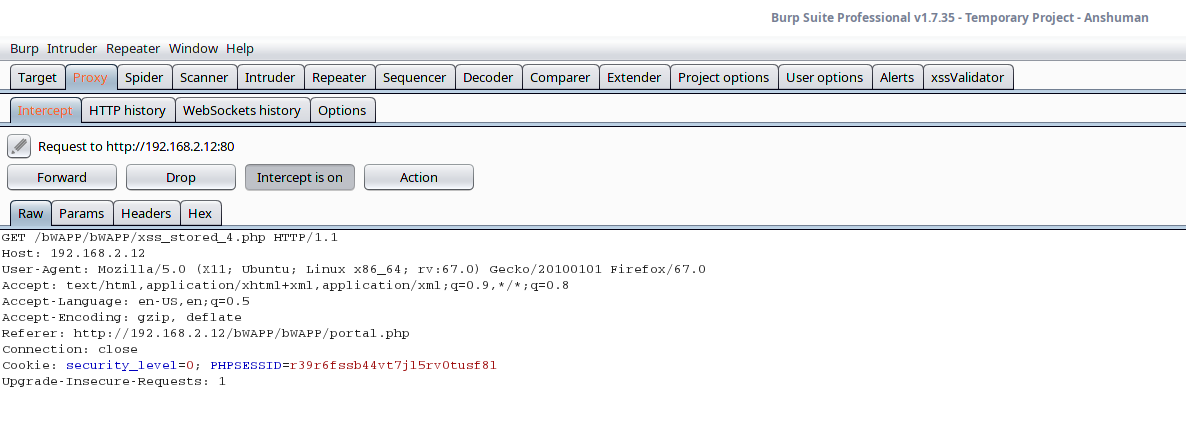 Burp Suite Professional v1.7.35 - Temporary Project - Anshuman
Burp Intruder Repeater Window Help
Target Proxy Spider Scanner Intruder Repeater Sequencer Decoder Comparer Extender Project options User options Alerts xssValidator
Intercept HTTP history WebSockets history Options
Request to http://192.168.2.12:80
Forward Drop Intercept is on Action
Raw Params Headers Hex
GET /bWAPP/bWAPP/xss_stored_4.php HTTP/1.1
Host: 192.168.2.12
User-Agent: Mozilla/5.0 (X11; Ubuntu; Linux x86_64; rv:67.0) Gecko/20100101 Firefox/67.0
Accept: text/html,application/xhtml+xml,application/xml;q=0.9,*/*;q=0.8
Accept-Language: en-US,en;q=0.5
Accept-Encoding: gzip, deflate
Referer: http://192.168.2.12/bWAPP/bWAPP/portal.php
Connection: close
Cookie: security_level=0; PHPSESSID=r39r6fssb44vt7jl5rv0tusf8l
Upgrade-Insecure-Requests: 1